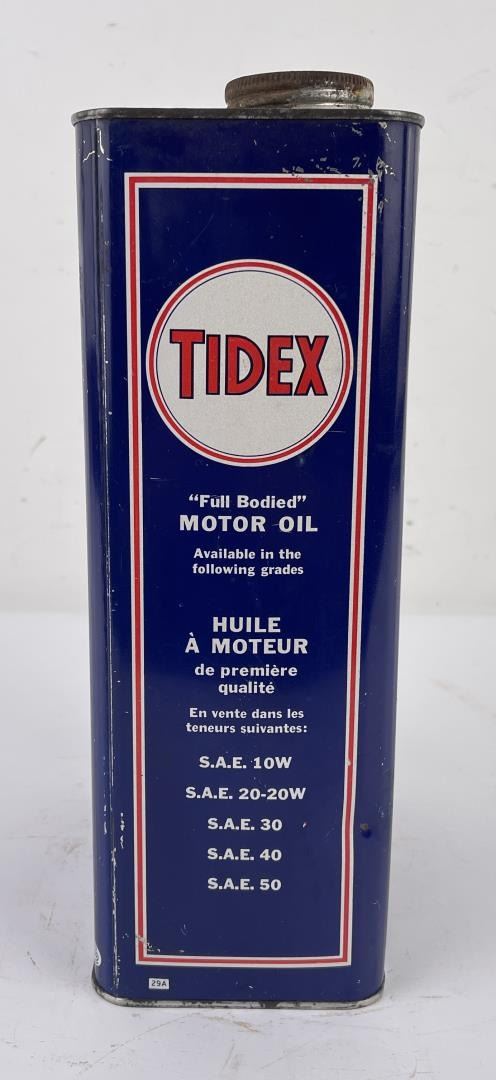 TIDEX
"Full Bodied"
MOTOR OIL
Available in the
following grades
HUILE
À MOTEUR
de première
qualité
En vente dans les
teneurs suivantes:
S.A.E. 10W
S.A.E. 20-20W
S.A.E. 30
S.A.E. 40
S.A.E. 50
29A